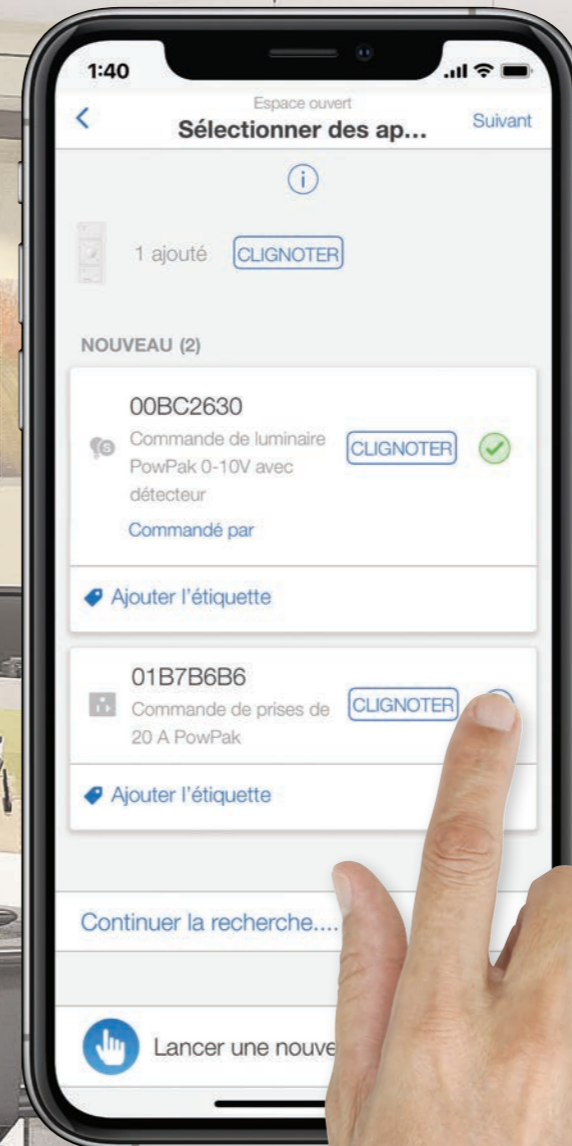 1:40
Espace ouvert
Sélectionner des ap...
Suivant
1 ajouté
CLIGNOTER
NOUVEAU (2)
00BC2630
Commande de luminaire
PowPak 0-10V avec
détecteur
CLIGNOTER
Commandé par
Ajouter l’étiquette
01B7B6B6
Commande de prises de
20 A PowPak
CLIGNOTER
Ajouter l’étiquette
Continuer la recherche....
Lancer une nouve